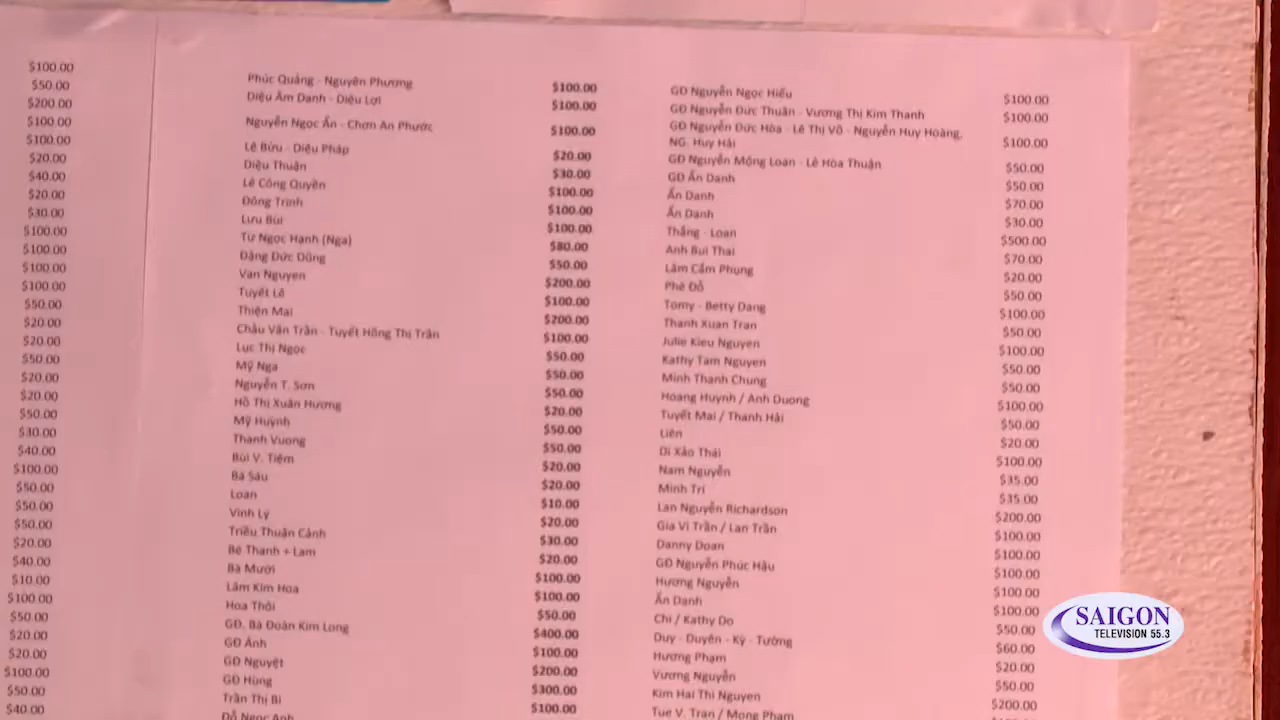 $100.00
$50.00
$200.00
$100.00
$100.00
$20.00
$40.00
$20.00
$30.00
$100.00
$100.00
$100.00
$100.00
$50.00
$20.00
$20.00
$50.00
$20.00
$20.00
$50.00
$30.00
$40.00
$100.00
$50.00
$50.00
$50.00
$20.00
$40.00
$10.00
$100.00
$50.00
$20.00
$20.00
$100.00
$50.00
$40.00
Phúc Quảng - Nguyên Phương $100.00
Diệu Âm Danh - Diệu Lợi $100.00
Nguyễn Ngọc Ẩn - Chơn An Phước $100.00
Lê Bửu - Diệu Pháp $20.00
Diệu Thuận $30.00
Lê Công Quyền $100.00
Đông Trinh $100.00
Lưu Bùi $100.00
Từ Ngọc Hạnh (Nga) $80.00
Đặng Đức Dũng $50.00
Van Nguyen $200.00
Tuyết Lê $100.00
Thiện Mai $200.00
Châu Văn Trần - Tuyết Hồng Thị Trần $100.00
Lục Thị Ngọc $50.00
Mỹ Nga $50.00
Nguyễn T. Sơn $50.00
Hồ Thị Xuân Hương $20.00
Mỹ Huỳnh $50.00
Thanh Vuong $50.00
Bùi V. Tiệm $20.00
Bà Sáu $20.00
Loan $10.00
Vinh Lý $20.00
Triều Thuận Cảnh $30.00
Bé Thanh + Lam $20.00
Bà Mười $100.00
Lâm Kim Hoa $100.00
Hoa Thôi $50.00
GĐ. Bà Đoàn Kim Long $400.00
GĐ Ánh $100.00
GĐ Nguyệt $200.00
GĐ Hùng $300.00
Trần Thị Bi $100.00
Đỗ Ngọc Anh
GĐ Nguyễn Ngọc Hiếu $100.00
GĐ Nguyễn Đức Thuận - Vương Thị Kim Thanh $100.00
GĐ Nguyễn Đức Hòa - Lê Thị Võ - Nguyễn Huy Hoàng,
NG. Huy Hải $100.00
GĐ Nguyễn Mộng Loan - Lê Hòa Thuận $50.00
GĐ Ẩn Danh $50.00
Ẩn Danh $70.00
Ẩn Danh $30.00
Thắng - Loan $500.00
Anh Bui Thai $70.00
Lâm Cẩm Phụng $20.00
Phê Đỗ $50.00
Tomy - Betty Dang $100.00
Thanh Xuan Tran $50.00
Julie Kieu Nguyen $100.00
Kathy Tam Nguyen $50.00
Minh Thanh Chung $50.00
Hoang Huynh / Anh Duong $100.00
Tuyết Mai / Thanh Hải $50.00
Liên $20.00
Dì Xảo Thái $100.00
Nam Nguyễn $35.00
Minh Trí $35.00
Lan Nguyễn Richardson $200.00
Gia Vi Trần / Lan Trần $100.00
Danny Doan $100.00
GĐ Nguyễn Phúc Hậu $100.00
Hương Nguyễn $100.00
Ẩn Danh $100.00
Chi / Kathy Do $50.00
Duy - Duyên - Kỳ - Tường $60.00
Hương Phạm $20.00
Vương Nguyễn $50.00
Kim Hai Thi Nguyen $200.00
Tue V. Tran / Mong Pham
SAIGON
TELEVISION 55.3